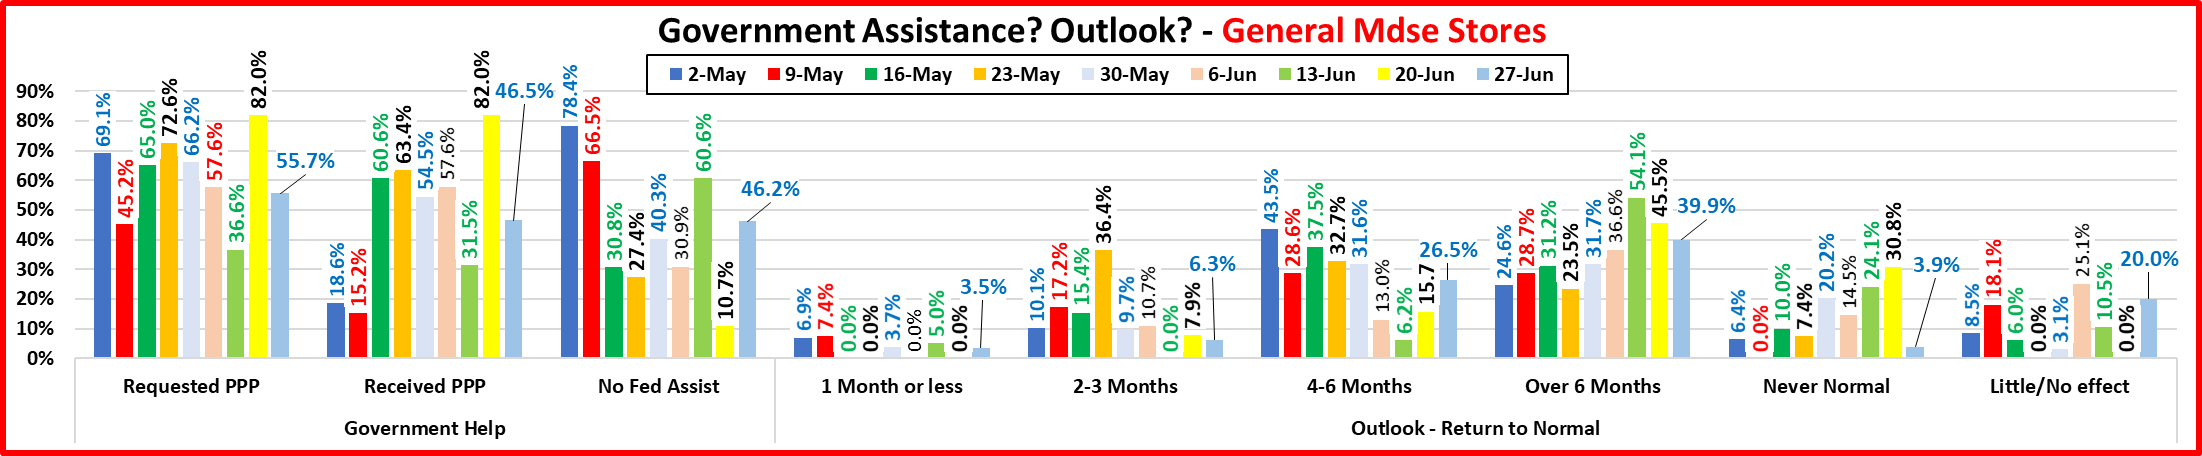 Government Assistance? Outlook? - General Mdse Stores
2-May 9-May 16-May 23-May 30-May 6-Jun 13-Jun 20-Jun 27-Jun
90%
80%
70%
60%
50%
40%
30%
20%
10%
0%
69.1% 45.2% 65.0% 72.6% 66.2% 57.6% 36.6% 82.0% 55.7%
18.6% 15.2% 60.6% 63.4% 54.5% 57.6% 31.5% 82.0% 46.5%
78.4% 66.5% 30.8% 27.4% 40.3% 30.9% 60.6% 10.7% 46.2%
6.9% 7.4% 0.0% 0.0% 3.7% 0.0% 5.0% 0.0% 3.5%
10.1% 17.2% 15.4% 36.4% 9.7% 10.7% 0.0% 7.9% 6.3%
43.5% 28.6% 37.5% 32.7% 31.6% 13.0% 6.2% 15.7 26.5%
24.6% 28.7% 31.2% 23.5% 31.7% 36.6% 54.1% 45.5% 39.9%
6.4% 0.0% 10.0% 7.4% 20.2% 14.5% 24.1% 30.8% 3.9%
8.5% 18.1% 6.0% 0.0% 3.1% 25.1% 10.5% 0.0% 20.0%
Requested PPP Received PPP No Fed Assist 1 Month or less 2-3 Months 4-6 Months Over 6 Months Never Normal Little/No effect
Government Help Outlook - Return to Normal